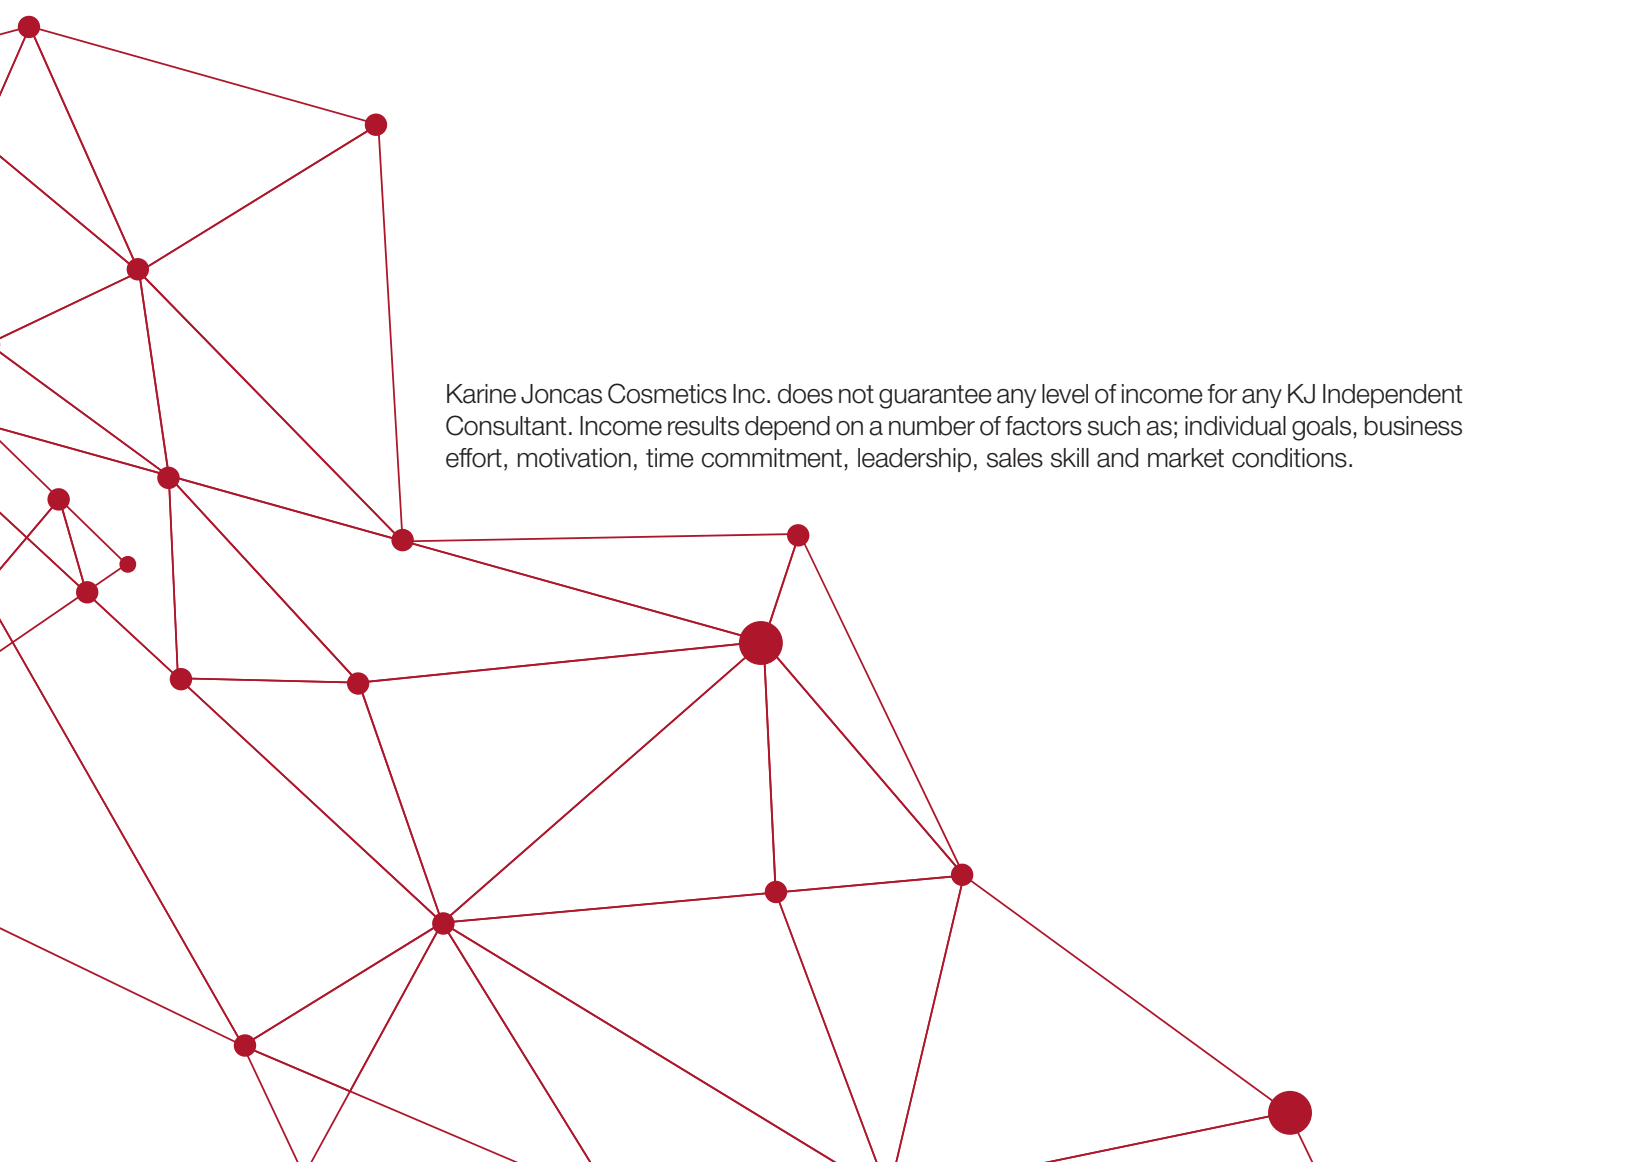 Karine Joncas Cosmetics Inc. does not guarantee any level of income for any KJ Independent
Consultant. Income results depend on a number of factors such as; individual goals, business
effort, motivation, time commitment, leadership, sales skill and market conditions.